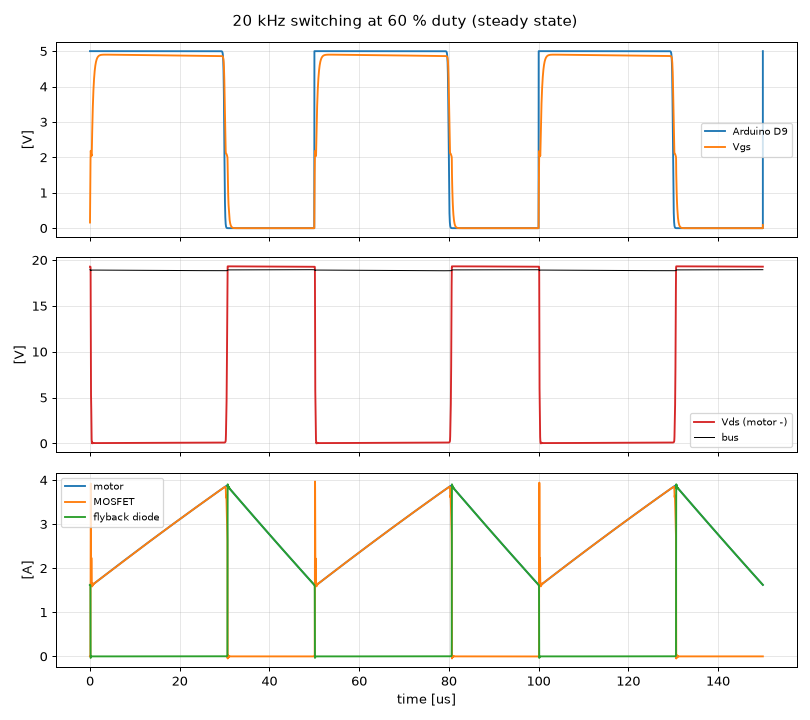 20 kHz switching at 60 % duty (steady state)
5
4
3
2
1
0
[V]
Arduino D9
Vgs
20
15
10
5
0
[V]
Vds (motor -)
bus
4
3
2
1
0
[A]
motor
MOSFET
flyback diode
0 20 40 60 80 100 120 140
time [us]